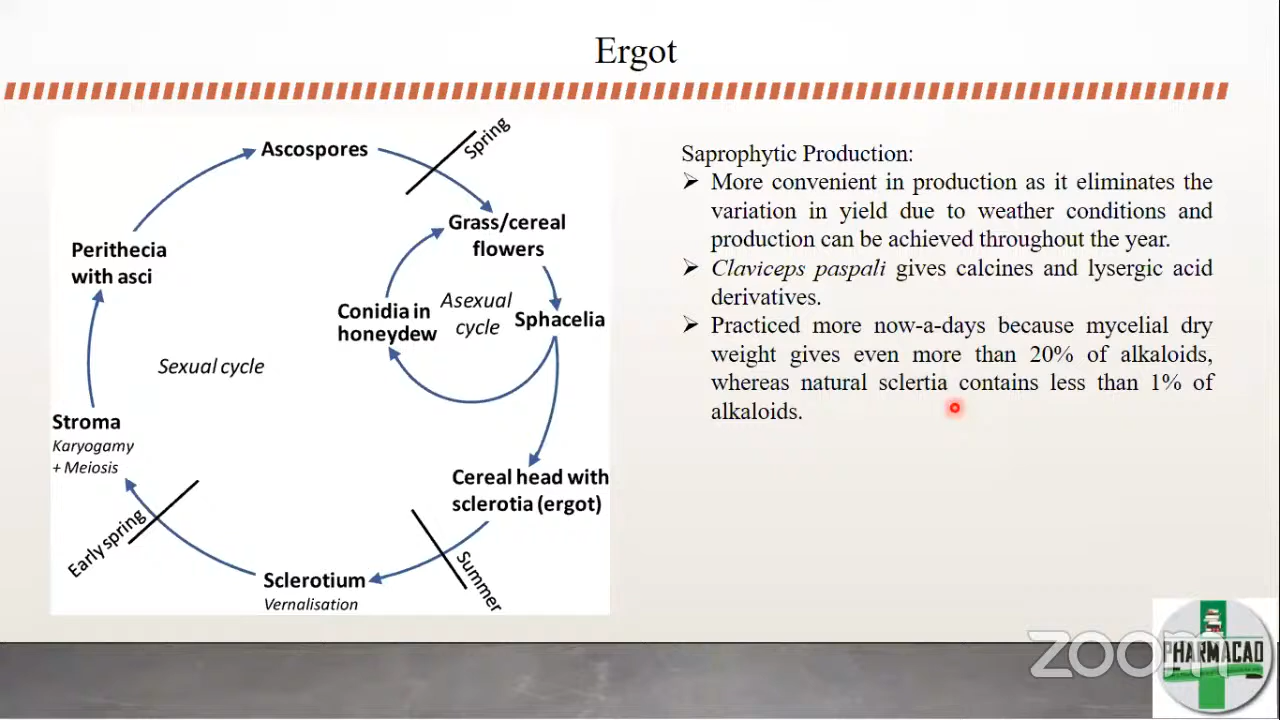 Ergot
Ascospores
Spring
Grass/cereal
flowers
Perithecia
with asci
Conidia in
honeydew
Asexual
cycle
Sphacelia
Sexual cycle
Stroma
Karyogamy
+ Meiosis
Cereal head with
sclerotia (ergot)
Early spring
Sclerotium
Vernalisation
Summer
Saprophytic Production:
➢ More convenient in production as it eliminates the
variation in yield due to weather conditions and
production can be achieved throughout the year.
➢ Claviceps paspali gives calcines and lysergic acid
derivatives.
➢ Practiced more now-a-days because mycelial dry
weight gives even more than 20% of alkaloids,
whereas natural sclertia contains less than 1% of
alkaloids.
zoom
PHARMACAD